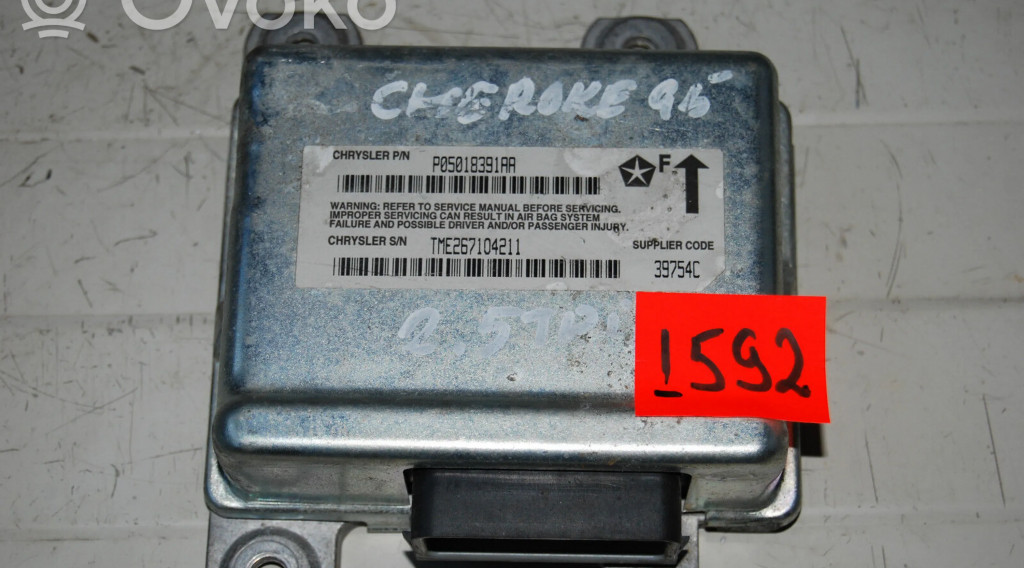 Ovoko
CHEROKE 95
CHRYSLER P/N P05018391AA
F
WARNING: REFER TO SERVICE MANUAL BEFORE SERVICING.
IMPROPER SERVICING CAN RESULT IN AIR BAG SYSTEM
FAILURE AND POSSIBLE DRIVER AND/OR PASSENGER INJURY.
CHRYSLER S/N TME267104211 SUPPLIER CODE
39754C
1592